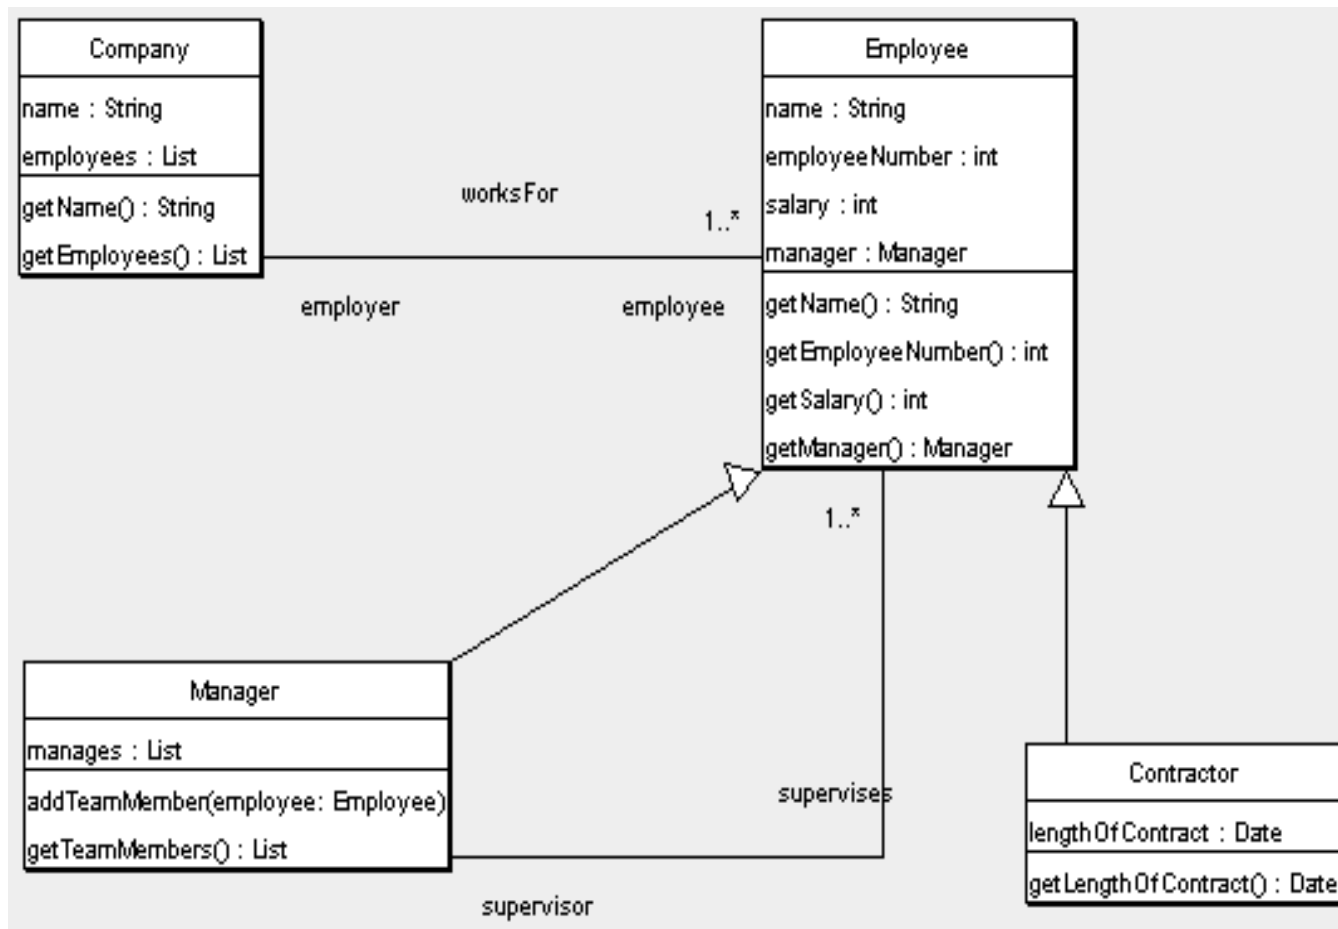 Company
name : String
employees : List
getName() : String
getEmployees() : List
worksFor
1..*
employer
employee
Employee
name : String
employeeNumber : int
salary : int
manager : Manager
getName() : String
getEmployeeNumber() : int
getSalary() : int
getManager() : Manager
1..*
Manager
manages : List
addTeamMember(employee: Employee)
getTeamMembers() : List
supervises
supervisor
Contractor
lengthOfContract : Date
getLengthOfContract() : Date